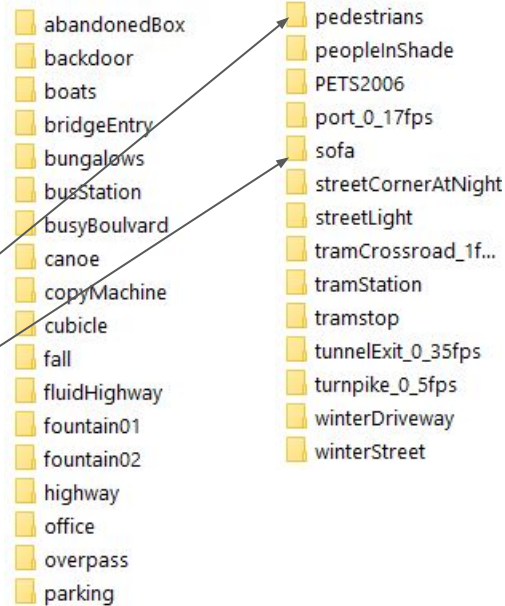 abandonedBox
backdoor
boats
bridgeEntry
bungalows
busStation
busyBoulvard
canoe
copyMachine
cubicle
fall
fluidHighway
fountain01
fountain02
highway
office
overpass
parking
pedestrians
peopleInShade
PETS2006
port_0_17fps
sofa
streetCornerAtNight
streetLight
tramCrossroad_1f...
tramStation
tramstop
tunnelExit_0_35fps
turnpike_0_5fps
winterDriveway
winterStreet